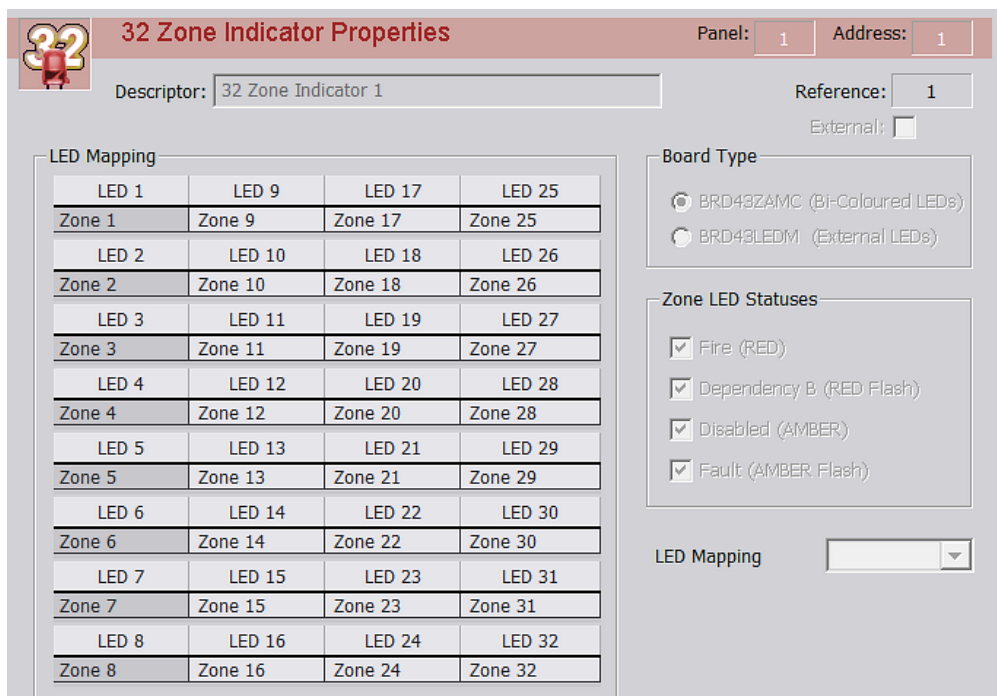 32
32 Zone Indicator Properties
Panel: 1
Address: 1
Descriptor: 32 Zone Indicator 1
Reference: 1
External:
LED Mapping
LED 1 LED 9 LED 17 LED 25
Zone 1 Zone 9 Zone 17 Zone 25
LED 2 LED 10 LED 18 LED 26
Zone 2 Zone 10 Zone 18 Zone 26
LED 3 LED 11 LED 19 LED 27
Zone 3 Zone 11 Zone 19 Zone 27
LED 4 LED 12 LED 20 LED 28
Zone 4 Zone 12 Zone 20 Zone 28
LED 5 LED 13 LED 21 LED 29
Zone 5 Zone 13 Zone 21 Zone 29
LED 6 LED 14 LED 22 LED 30
Zone 6 Zone 14 Zone 22 Zone 30
LED 7 LED 15 LED 23 LED 31
Zone 7 Zone 15 Zone 23 Zone 31
LED 8 LED 16 LED 24 LED 32
Zone 8 Zone 16 Zone 24 Zone 32
Board Type
BRD43ZAMC (Bi-Coloured LEDs)
BRD43LEDM (External LEDs)
Zone LED Statuses
Fire (RED)
Dependency B (RED Flash)
Disabled (AMBER)
Fault (AMBER Flash)
LED Mapping